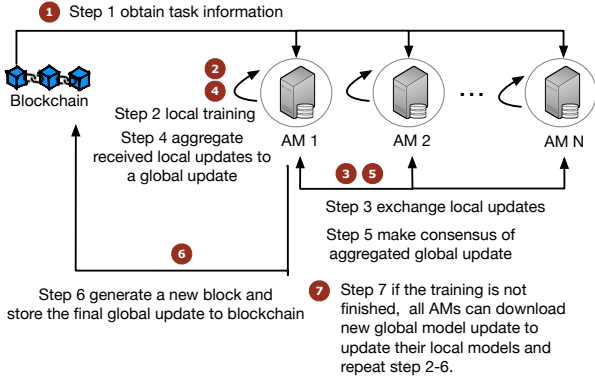 1 Step 1 obtain task information
Blockchain
2
4
Step 2 local training
Step 4 aggregate
received local updates to
a global update
AM 1
AM 2
...
AM N
3 5
Step 3 exchange local updates
Step 5 make consensus of
aggregated global update
6
Step 6 generate a new block and
store the final global update to blockchain
7 Step 7 if the training is not
finished, all AMs can download
new global model update to
update their local models and
repeat step 2-6.